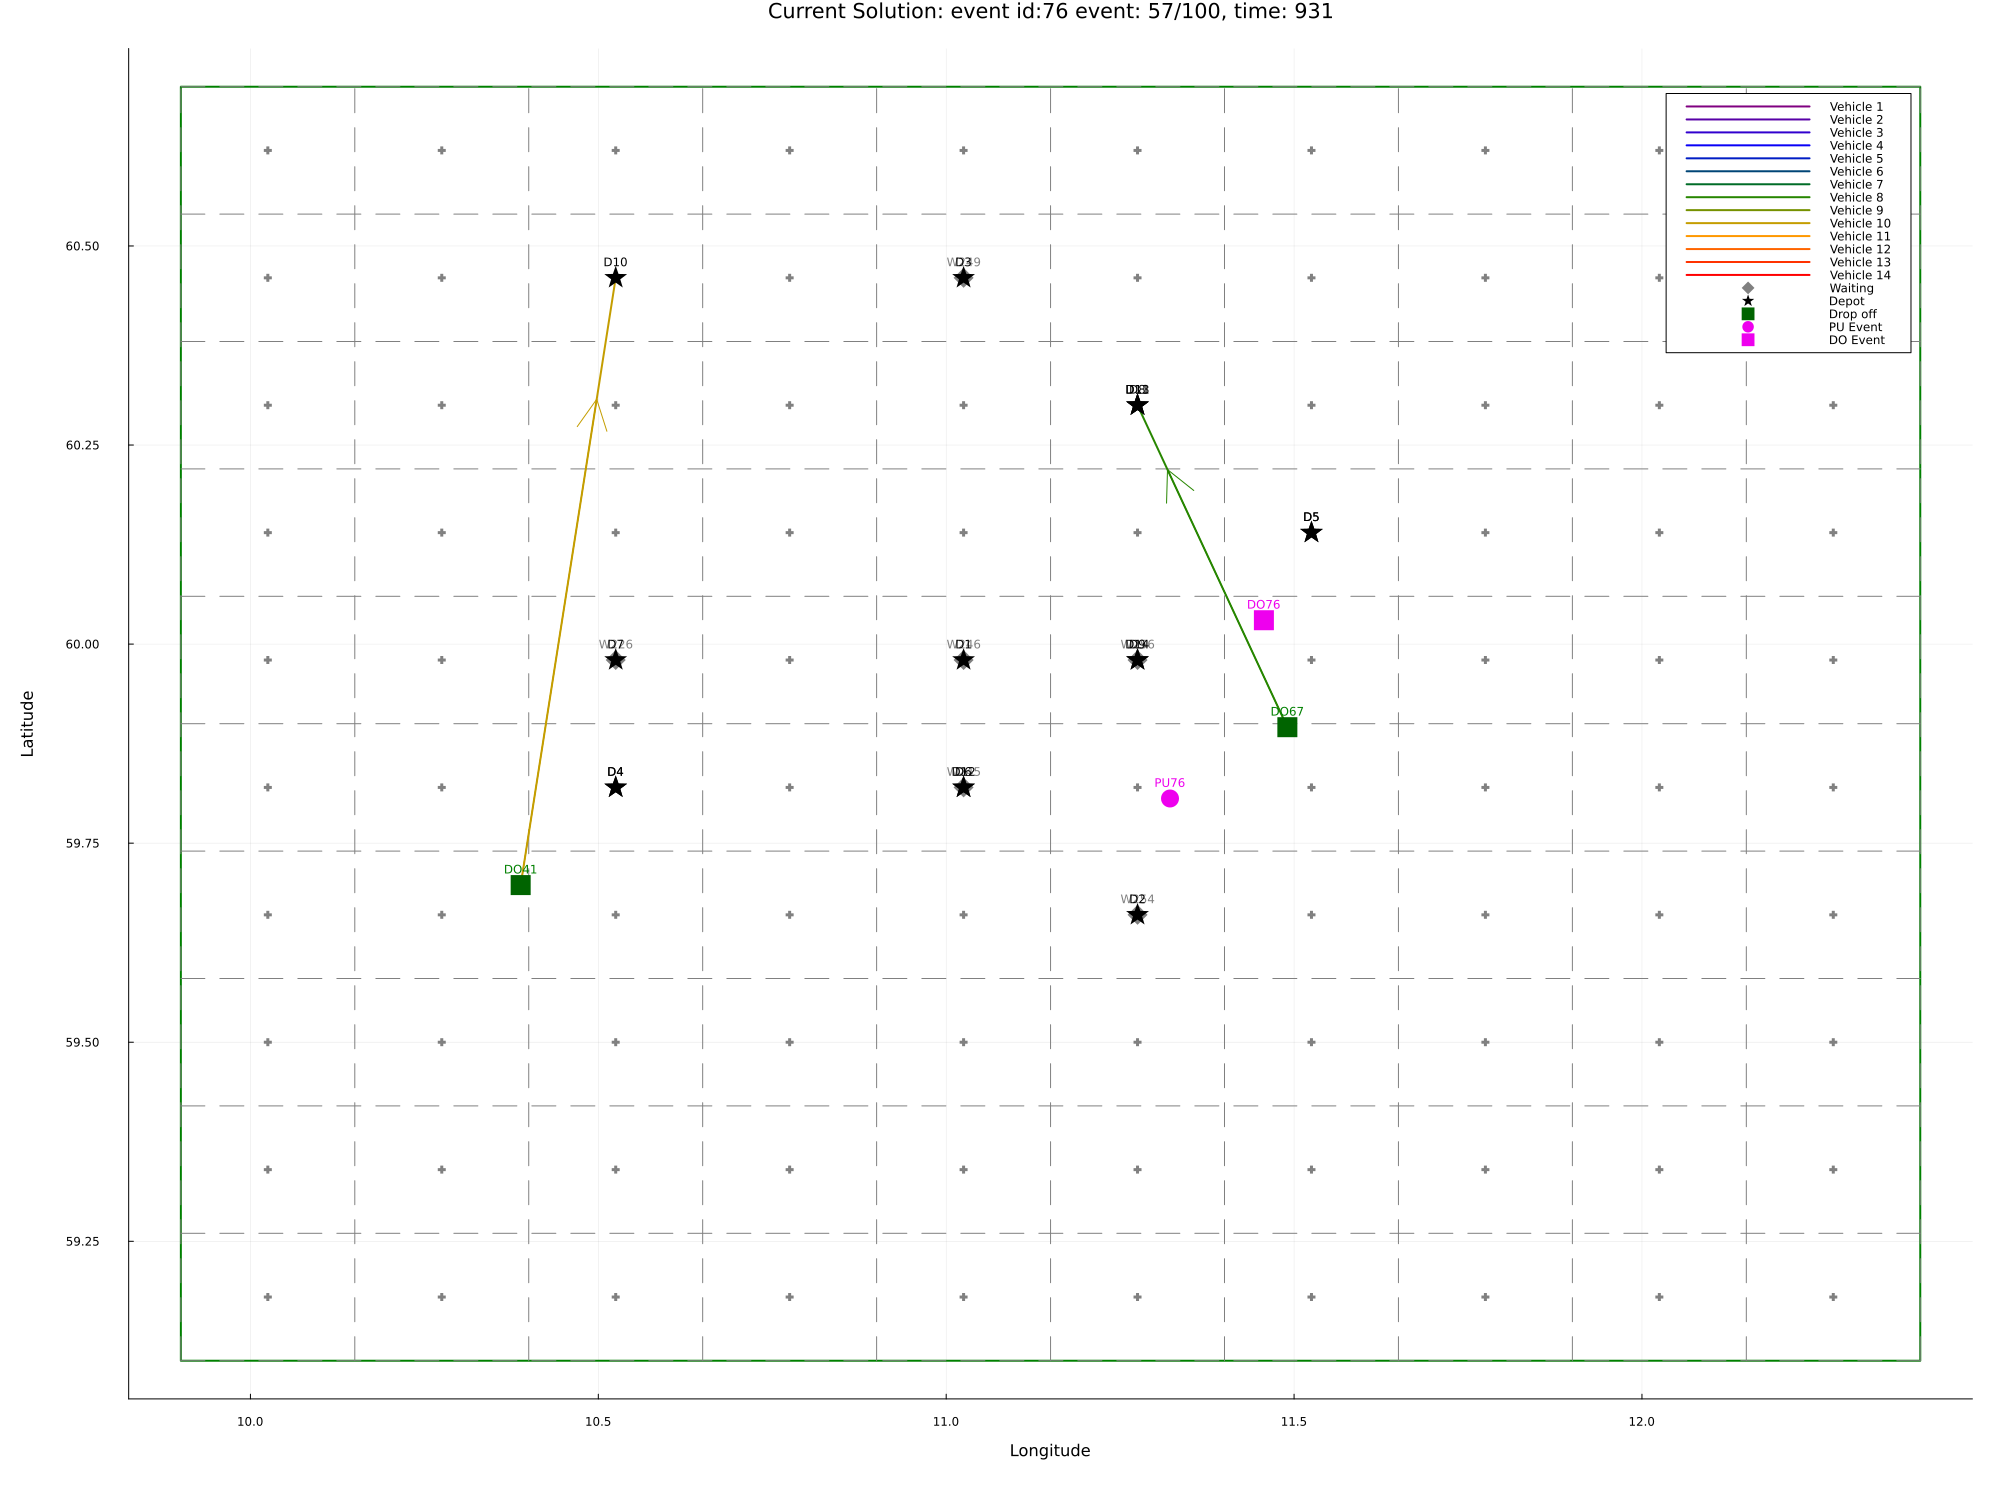 Current Solution: event id:76 event: 57/100, time: 931
Vehicle 1
Vehicle 2
Vehicle 3
Vehicle 4
Vehicle 5
Vehicle 6
Vehicle 7
Vehicle 8
Vehicle 9
Vehicle 10
Vehicle 11
Vehicle 12
Vehicle 13
Vehicle 14
Waiting
Depot
Drop off
PU Event
DO Event
60.50
60.25
60.00
59.75
59.50
59.25
Latitude
D10
D3
D5
DO76
D7
D1
DO67
D4
PU76
DO41
D2
10.0
10.5
11.0
11.5
12.0
Longitude